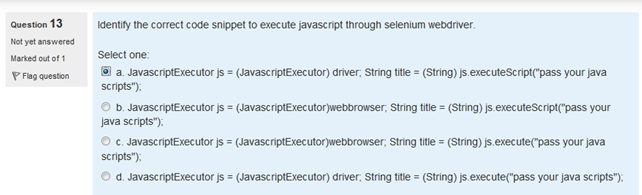 Question 13
Not yet answered
Marked out of 1
Flag question
Identify the correct code snippet to execute javascript through selenium webdriver.
Select one:
a. JavascriptExecutor js = (JavascriptExecutor) driver; String title = (String) js.executeScript("pass your java
scripts");
b. JavascriptExecutor js = (JavascriptExecutor)webbrowser; String title = (String) js.executeScript("pass your
java scripts");
c. JavascriptExecutor js = (JavascriptExecutor)webbrowser; String title = (String) js.execute("pass your java
scripts");
d. JavascriptExecutor js = (JavascriptExecutor) driver; String title = (String) js.execute("pass your java scripts");